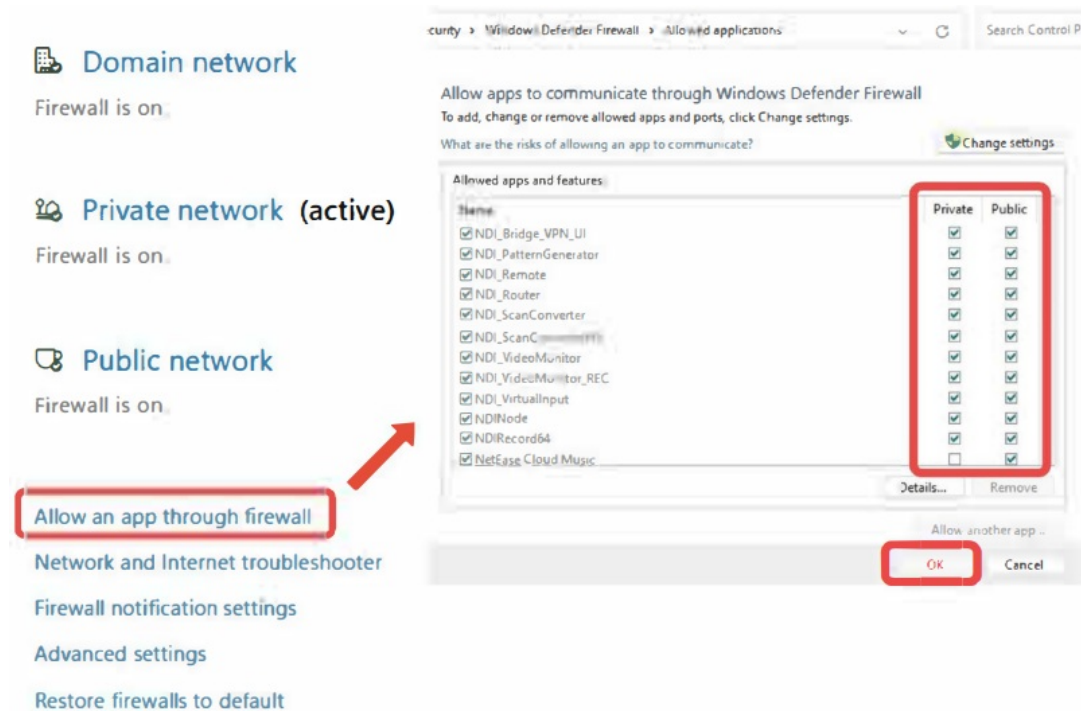 Domain network
Firewall is on.
Private network (active)
Firewall is on.
Public network
Firewall is on.
Allow an app through firewall
Network and Internet troubleshooter
Firewall notification settings
Advanced settings
Restore firewalls to default
curity > Windows Defender Firewall > Allowed applications
Search Control P
Allow apps to communicate through Windows Defender Firewall
To add, change or remove allowed apps and ports, click Change settings.
What are the risks of allowing an app to communicate?
Change settings
Allowed apps and features
Name Private Public
NDI_Bridge_VPN_UI
NDI_PatternGenerator
NDI_Remote
NDI_Router
NDI_ScanConverter
NDI_VideoMonitor
NDI_VideoMonitor_REC
NDI_VirtualInput
NDINode
NDIRecord64
NetEase Cloud Music
Details... Remove
Allow another app ..
OK Cancel